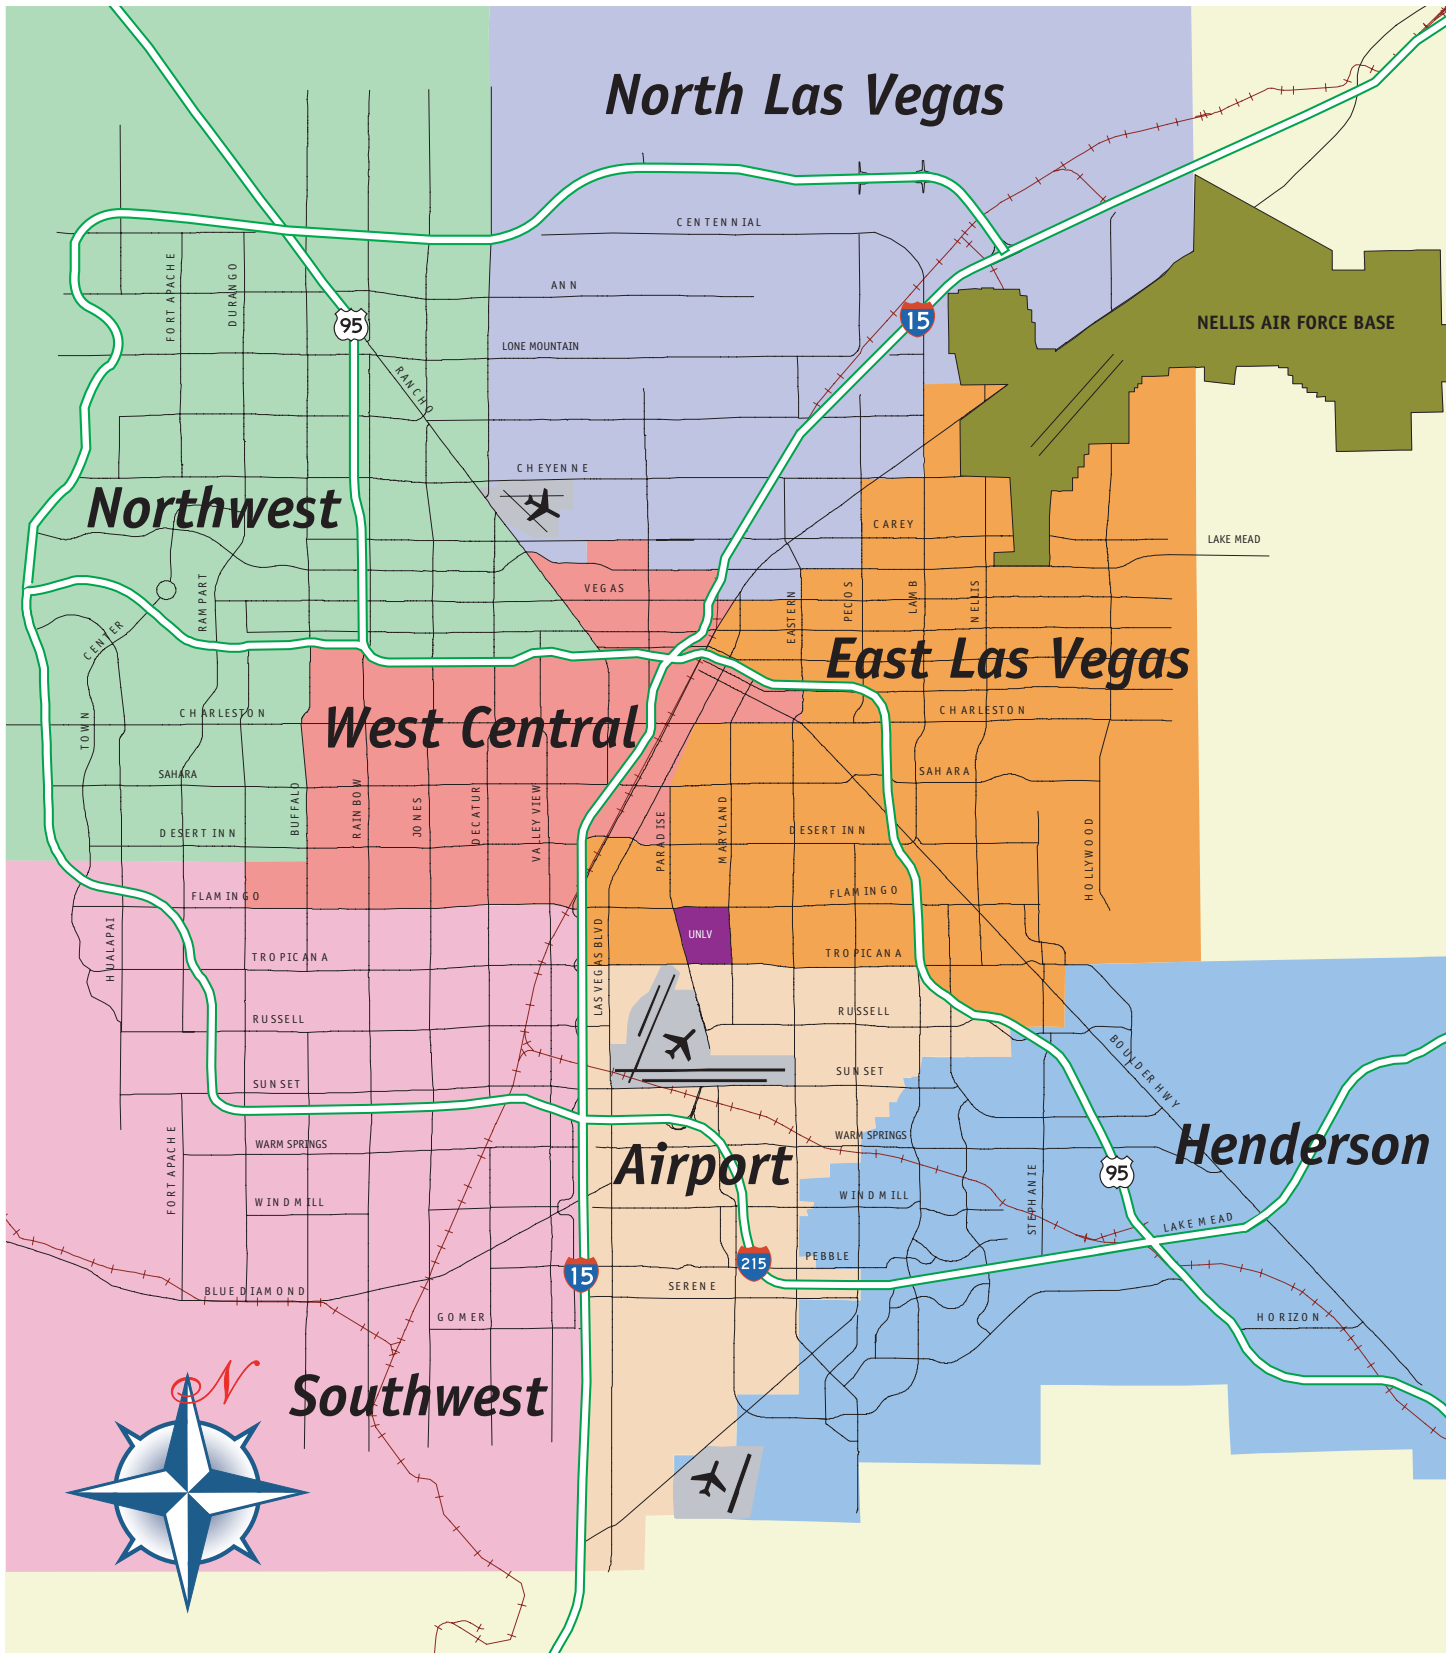 North Las Vegas
CENTENNIAL
FORT APACHE
DURANGO
ANN
95
15
NELLIS AIR FORCE BASE
LONE MOUNTAIN
RANCHO
CHEYENNE
Northwest
CAREY
LAKE MEAD
VEGAS
RAMPART
EASTERN
PECOS
LAMB
NELLIS
TOWN CENTER
East Las Vegas
CHARLESTON
West Central
CHARLESTON
SAHARA
SAHARA
BUFFALO
RAINBOW
JONES
DECATUR
VALLEY VIEW
PARADISE
MARYLAND
DESERT INN
DESERT INN
HOLLYWOOD
FLAMINGO
FLAMINGO
UNLV
HUALAPAI
TROPICANA
LAS VEGAS BLVD
TROPICANA
RUSSELL
RUSSELL
BOULDER HWY
SUNSET
SUNSET
WARM SPRINGS
WARM SPRINGS
Henderson
FORT APACHE
Airport
95
WINDMILL
WINDMILL
STEPHANIE
LAKE MEAD
PEBBLE
15
215
BLUE DIAMOND
SERENE
GOMER
HORIZON
N
Southwest